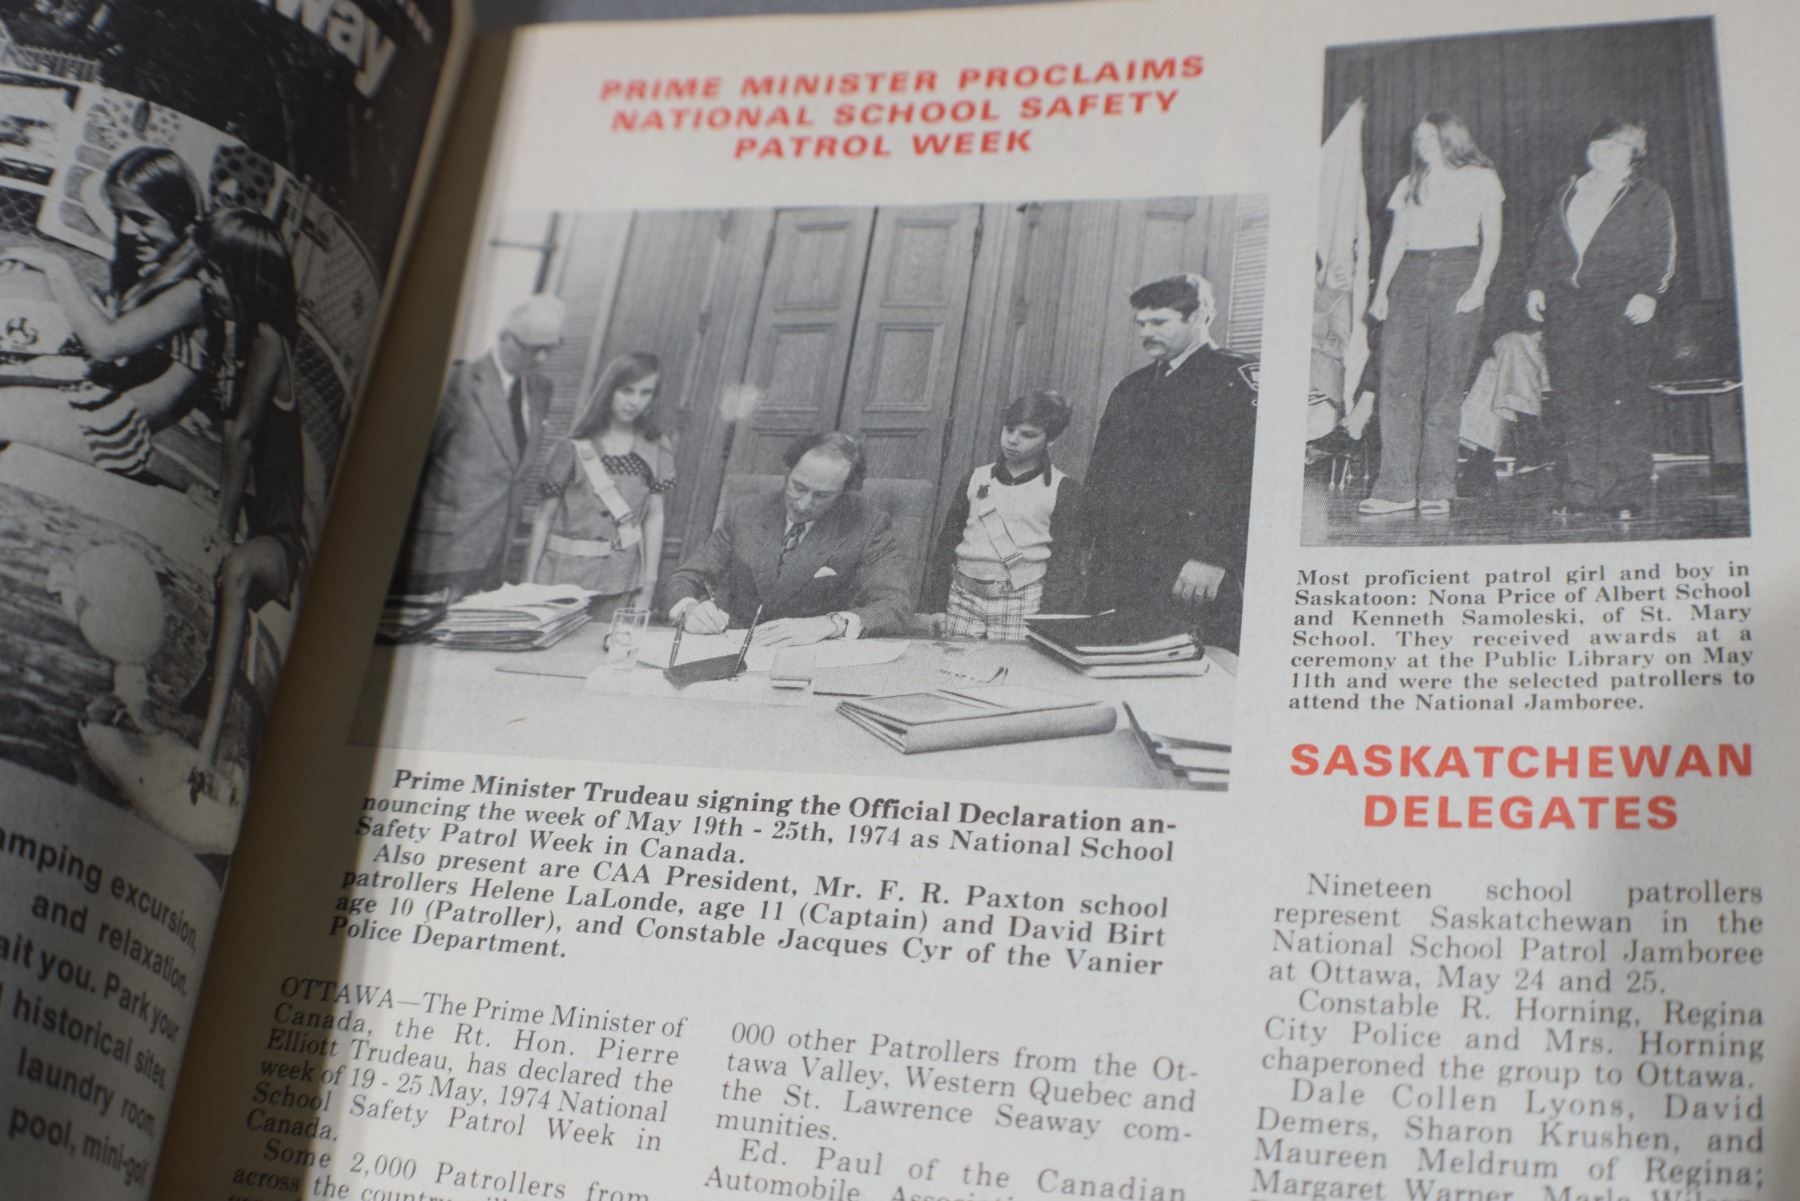 way
amping excursion,
and relaxation.
ait you. Park your
historical sites,
laundry room,
pool, mini-golf
PRIME MINISTER PROCLAIMS
NATIONAL SCHOOL SAFETY
PATROL WEEK
Prime Minister Trudeau signing the Official Declaration an-
nouncing the week of May 19th - 25th, 1974 as National School
Safety Patrol Week in Canada.
Also present are CAA President, Mr. F. R. Paxton school
patrollers Helene LaLonde, age 11 (Captain) and David Birt
age 10 (Patroller), and Constable Jacques Cyr of the Vanier
Police Department.
OTTAWA—The Prime Minister of
Canada, the Rt. Hon. Pierre
Elliott Trudeau, has declared the
week of 19 - 25 May, 1974 National
School Safety Patrol Week in
Canada.
Some 2,000 Patrollers from
across the country
000 other Patrollers from the Ot-
tawa Valley, Western Quebec and
the St. Lawrence Seaway com-
munities.
Ed. Paul of the Canadian
Automobile
Most proficient patrol girl and boy in
Saskatoon: Nona Price of Albert School
and Kenneth Samoleski, of St. Mary
School. They received awards at a
ceremony at the Public Library on May
11th and were the selected patrollers to
attend the National Jamboree.
SASKATCHEWAN
DELEGATES
Nineteen school patrollers
represent Saskatchewan in the
National School Patrol Jamboree
at Ottawa, May 24 and 25.
Constable R. Horning, Regina
City Police and Mrs. Horning
chaperoned the group to Ottawa.
Dale Collen Lyons, David
Demers, Sharon Krushen, and
Maureen Meldrum of Regina;
Margaret Warner,